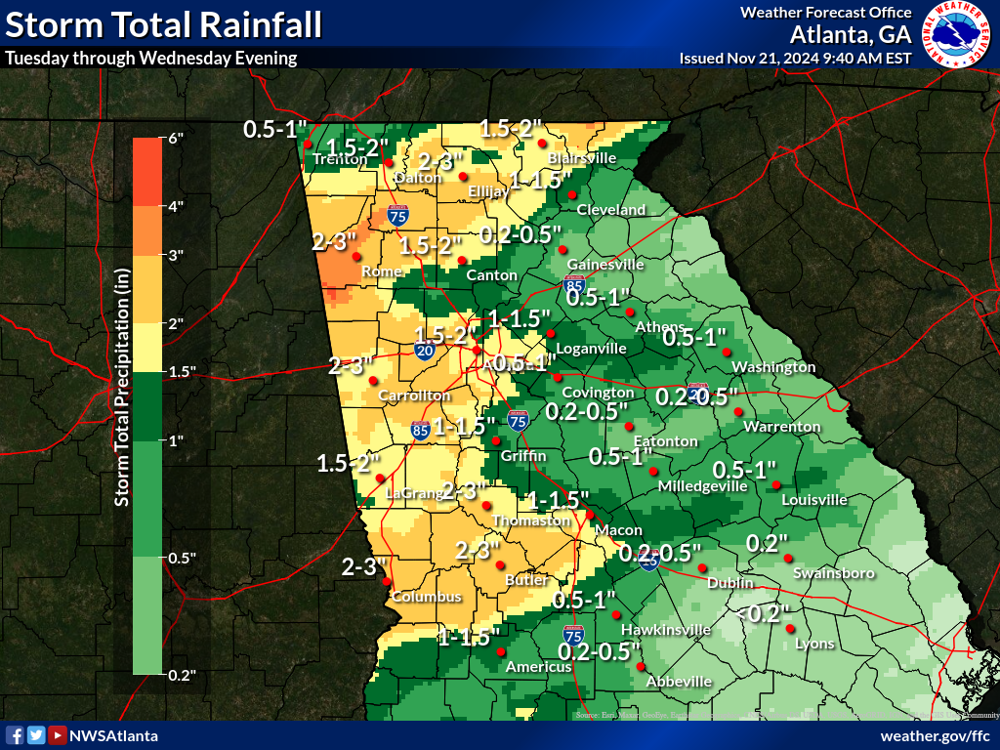 Storm Total Rainfall
Tuesday through Wednesday Evening
Weather Forecast Office
Atlanta, GA
Issued Nov 21, 2024 9:40 AM EST
NATIONAL WEATHER SERVICE
Storm Total Precipitation (in)
6"
4"
3"
2"
1.5"
1"
0.5"
0.2"
0.5-1"
Trenton
1.5-2"
Dalton
2-3"
Ellijay
1.5-2"
Blairsville
1-1.5"
Cleveland
75
2-3"
Rome
1.5-2"
Canton
0.2-0.5"
Gainesville
85
0.5-1"
Athens
1-1.5"
Loganville
1.5-2"
20
0.5-1"
Covington
0.5-1"
Washington
2-3"
Carrollton
0.2-0.5"
Warrenton
85
1-1.5"
Griffin
75
0.2-0.5"
Eatonton
1.5-2"
LaGrange
0.5-1"
Milledgeville
0.5-1"
Louisville
2-3"
Thomaston
1-1.5"
Macon
2-3"
Butler
0.2-0.5"
Dublin
0.2"
Swainsboro
2-3"
Columbus
0.5-1"
Hawkinsville
<0.2"
Lyons
1-1.5"
Americus
75
0.2-0.5"
Abbeville
NWSAtlanta
weather.gov/ffc